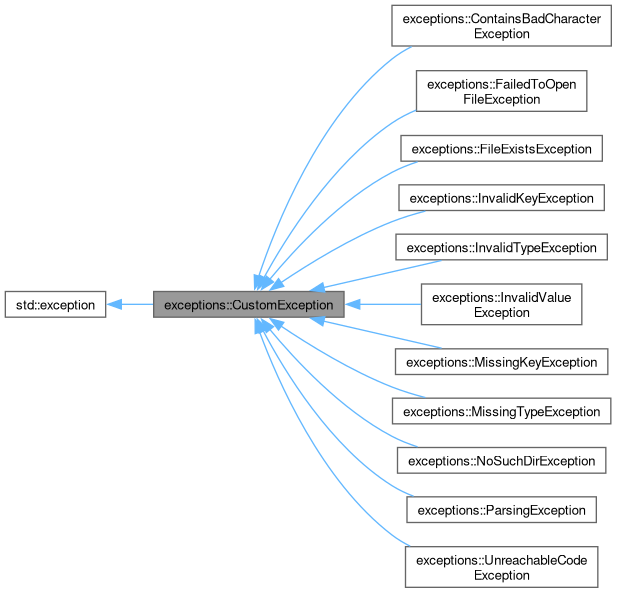 exceptions::ContainsBadCharacter
Exception
exceptions::FailedToOpen
FileException
exceptions::FileExistsException
exceptions::InvalidKeyException
exceptions::InvalidTypeException
std::exception
exceptions::CustomException
exceptions::InvalidValue
Exception
exceptions::MissingKeyException
exceptions::MissingTypeException
exceptions::NoSuchDirException
exceptions::ParsingException
exceptions::UnreachableCode
Exception